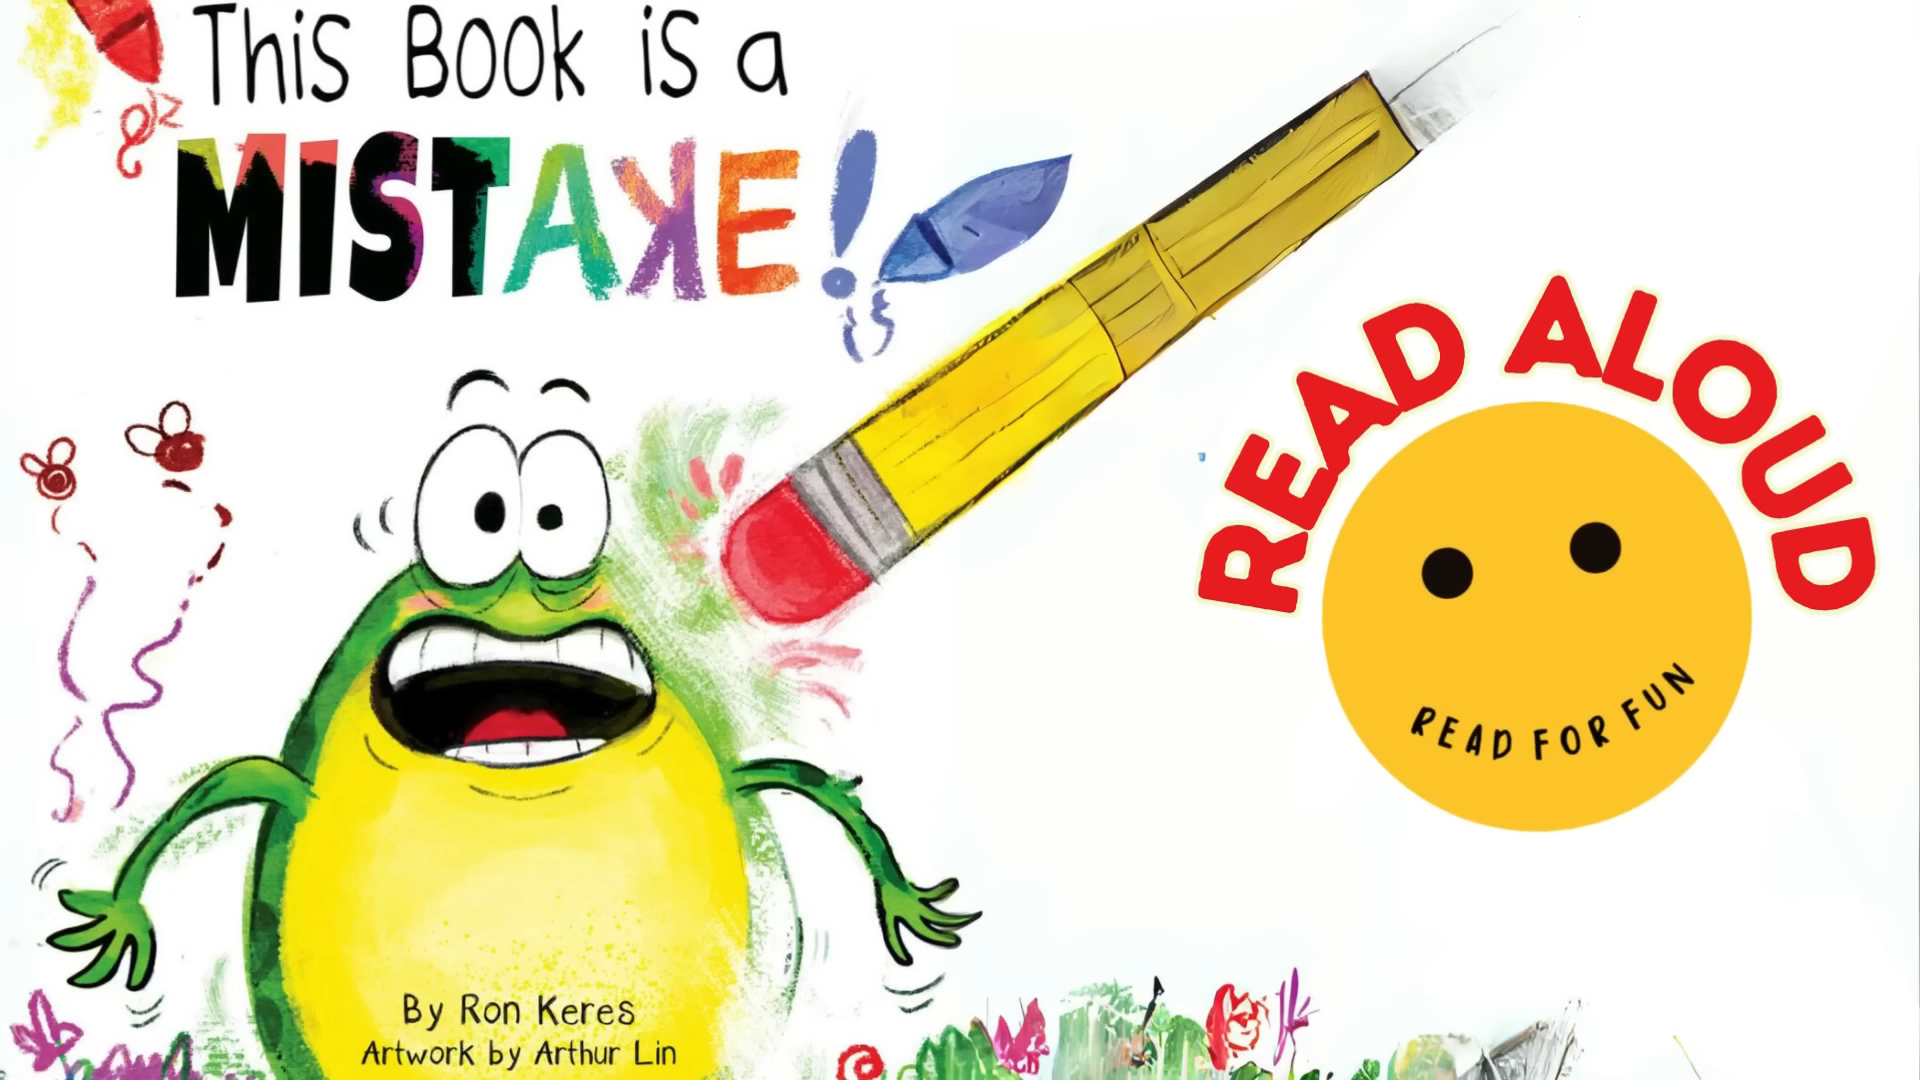 This Book is a
MISTAKE!
By Ron Keres
Artwork by Arthur Lin
READ ALOUD
READ FOR FUN